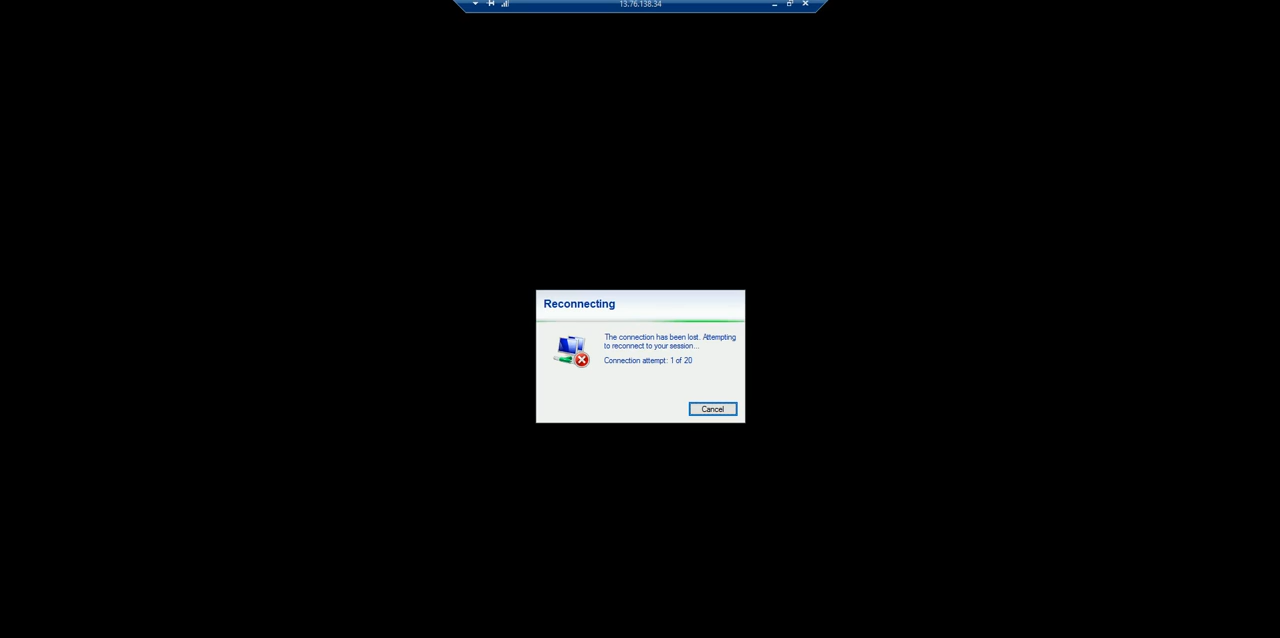 13.76.138.34
Reconnecting
The connection has been lost. Attempting
to reconnect to your session...
Connection attempt: 1 of 20
Cancel